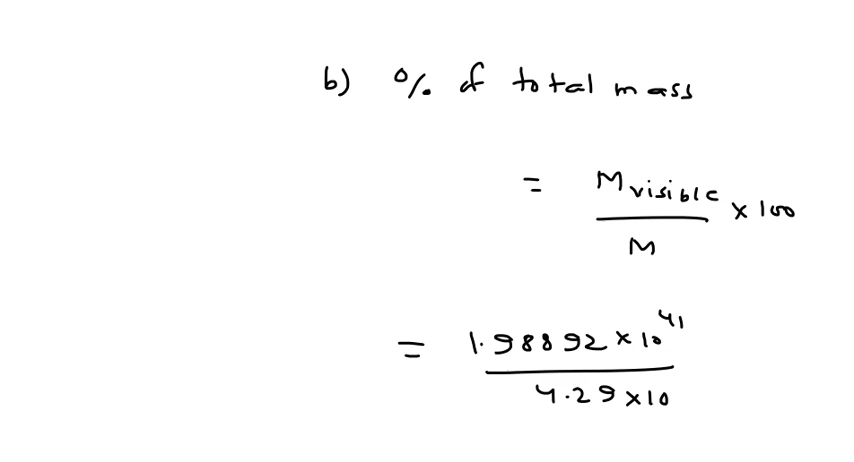 b) % of total mass
= M visible / M × 100
= 1.98892 × 10^41 / 4.29 × 10